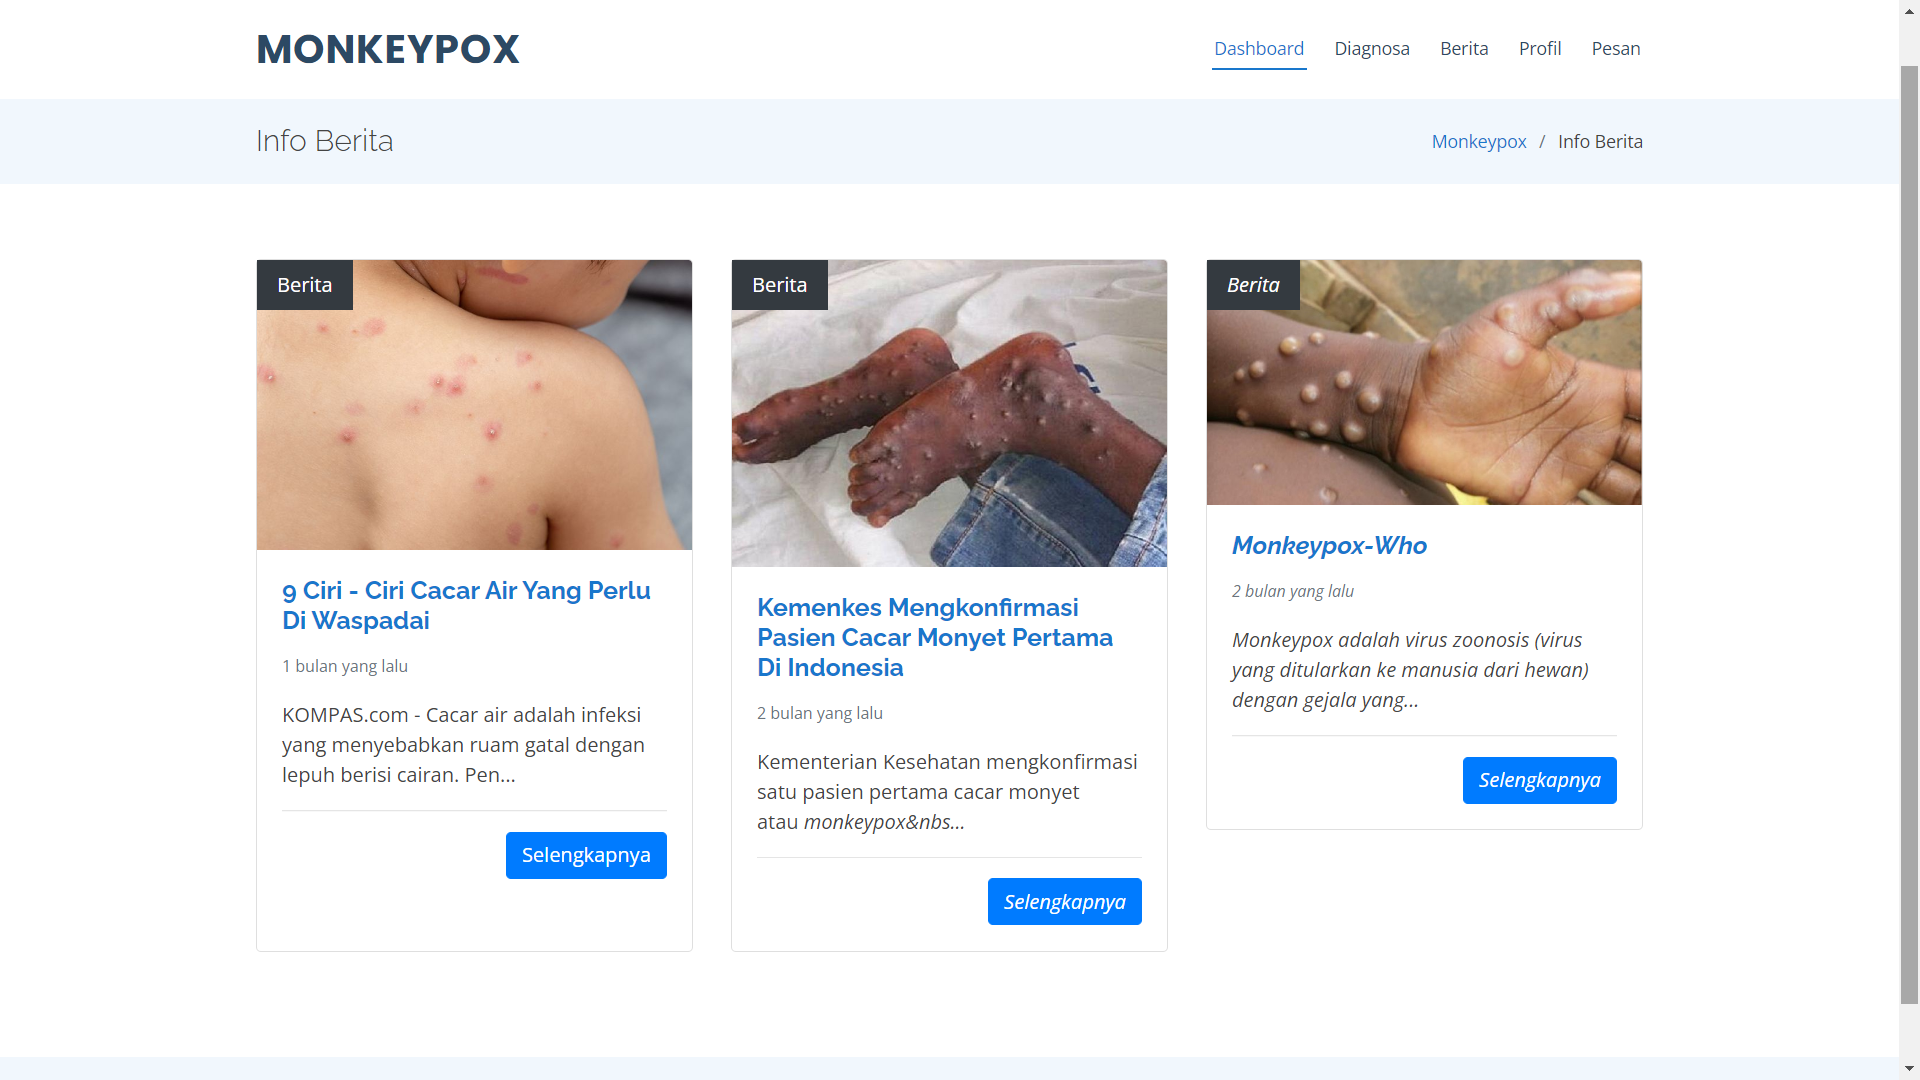 MONKEYPOX
Dashboard
Diagnosa
Berita
Profil
Pesan
Info Berita
Monkeypox / Info Berita
Berita
9 Ciri - Ciri Cacar Air Yang Perlu
Di Waspadai
1 bulan yang lalu
KOMPAS.com - Cacar air adalah infeksi
yang menyebabkan ruam gatal dengan
lepuh berisi cairan. Pen...
Selengkapnya
Berita
Kemenkes Mengkonfirmasi
Pasien Cacar Monyet Pertama
Di Indonesia
2 bulan yang lalu
Kementerian Kesehatan mengkonfirmasi
satu pasien pertama cacar monyet
atau monkeypox&nbs...
Selengkapnya
Berita
Monkeypox-Who
2 bulan yang lalu
Monkeypox adalah virus zoonosis (virus
yang ditularkan ke manusia dari hewan)
dengan gejala yang...
Selengkapnya